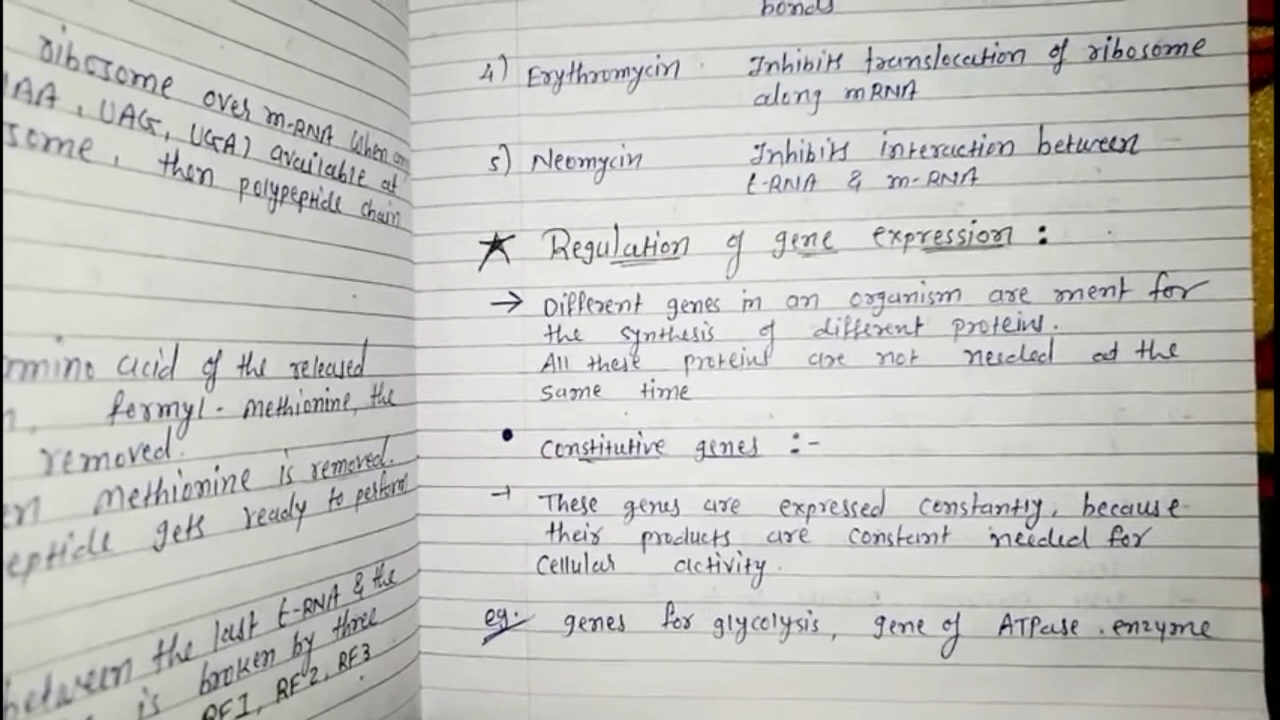 ribosome over m-RNA when an
AA, UAG, UGA) available at
some, then polypeptide chain
amino acid of the released
formyl-methionine, the
removed.
en methionine is removed.
eptide gets ready to perform
between the last t-RNA & the
is broken by three
RF1, RF2, RF3
bonds
4) Erythromycin Inhibits translocation of ribosome
along mRNA
5) Neomycin Inhibits interaction between
t-RNA & m-RNA
★ Regulation of gene expression :
→ Different genes in an organism are ment for
the synthesis of different proteins.
All these proteins are not needed at the
same time
• Constitutive genes :-
→ These genes are expressed constantly, because
their products are constant needed for
Cellular activity.
eg. genes for glycolysis, gene of ATPase enzyme